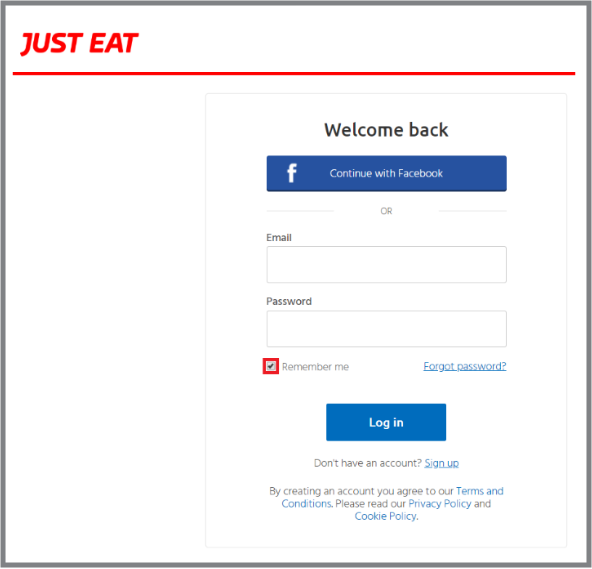 JUST EAT
Welcome back
f Continue with Facebook
OR
Email
Password
Remember me Forgot password?
Log in
Don't have an account? Sign up
By creating an account you agree to our Terms and
Conditions. Please read our Privacy Policy and
Cookie Policy.